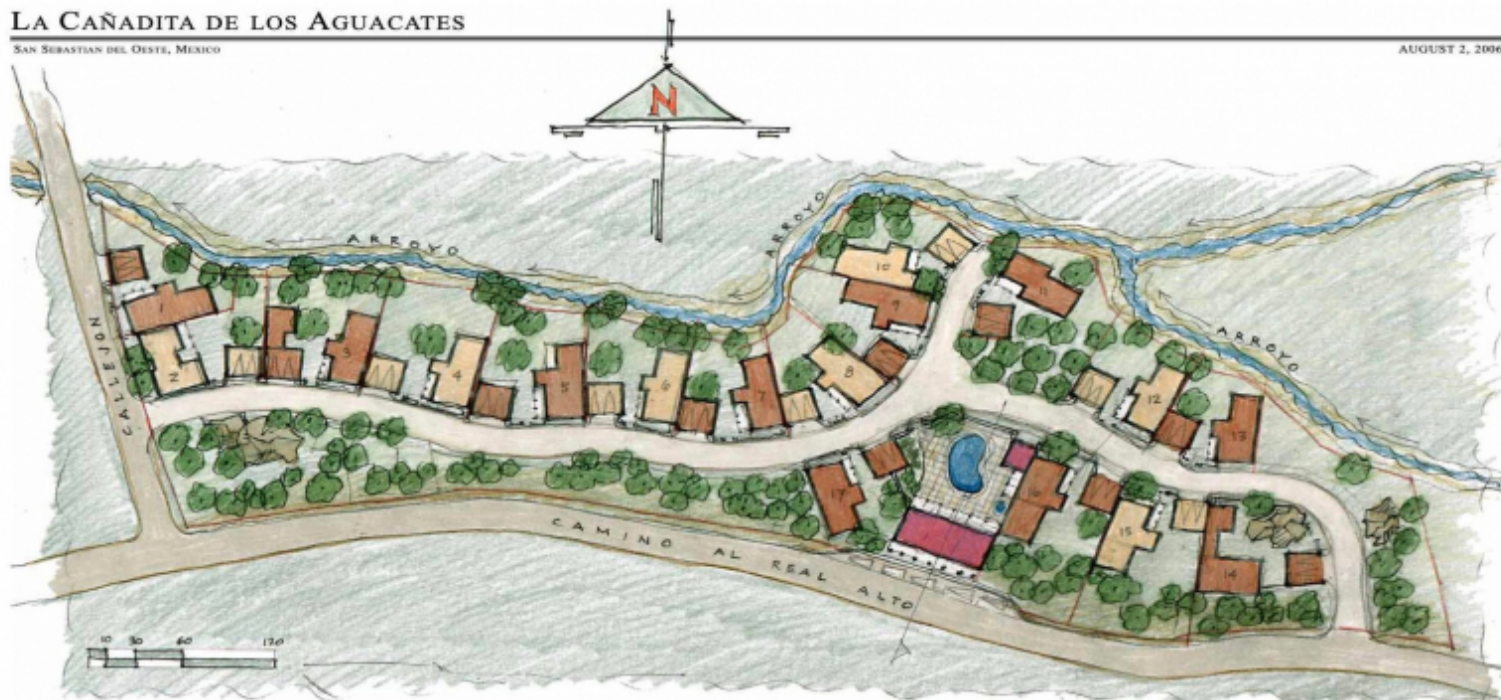 LA CAÑADITA DE LOS AGUACATES
SAN SEBASTIAN DEL OESTE, MEXICO
AUGUST 2, 2006
N
ARROYO
ARROYO
ARROYO
CALLEJON
CAMINO AL REAL ALTO
1
2
3
4
5
6
7
8
9
10
11
12
13
14
15
16
17
10 30 60 120